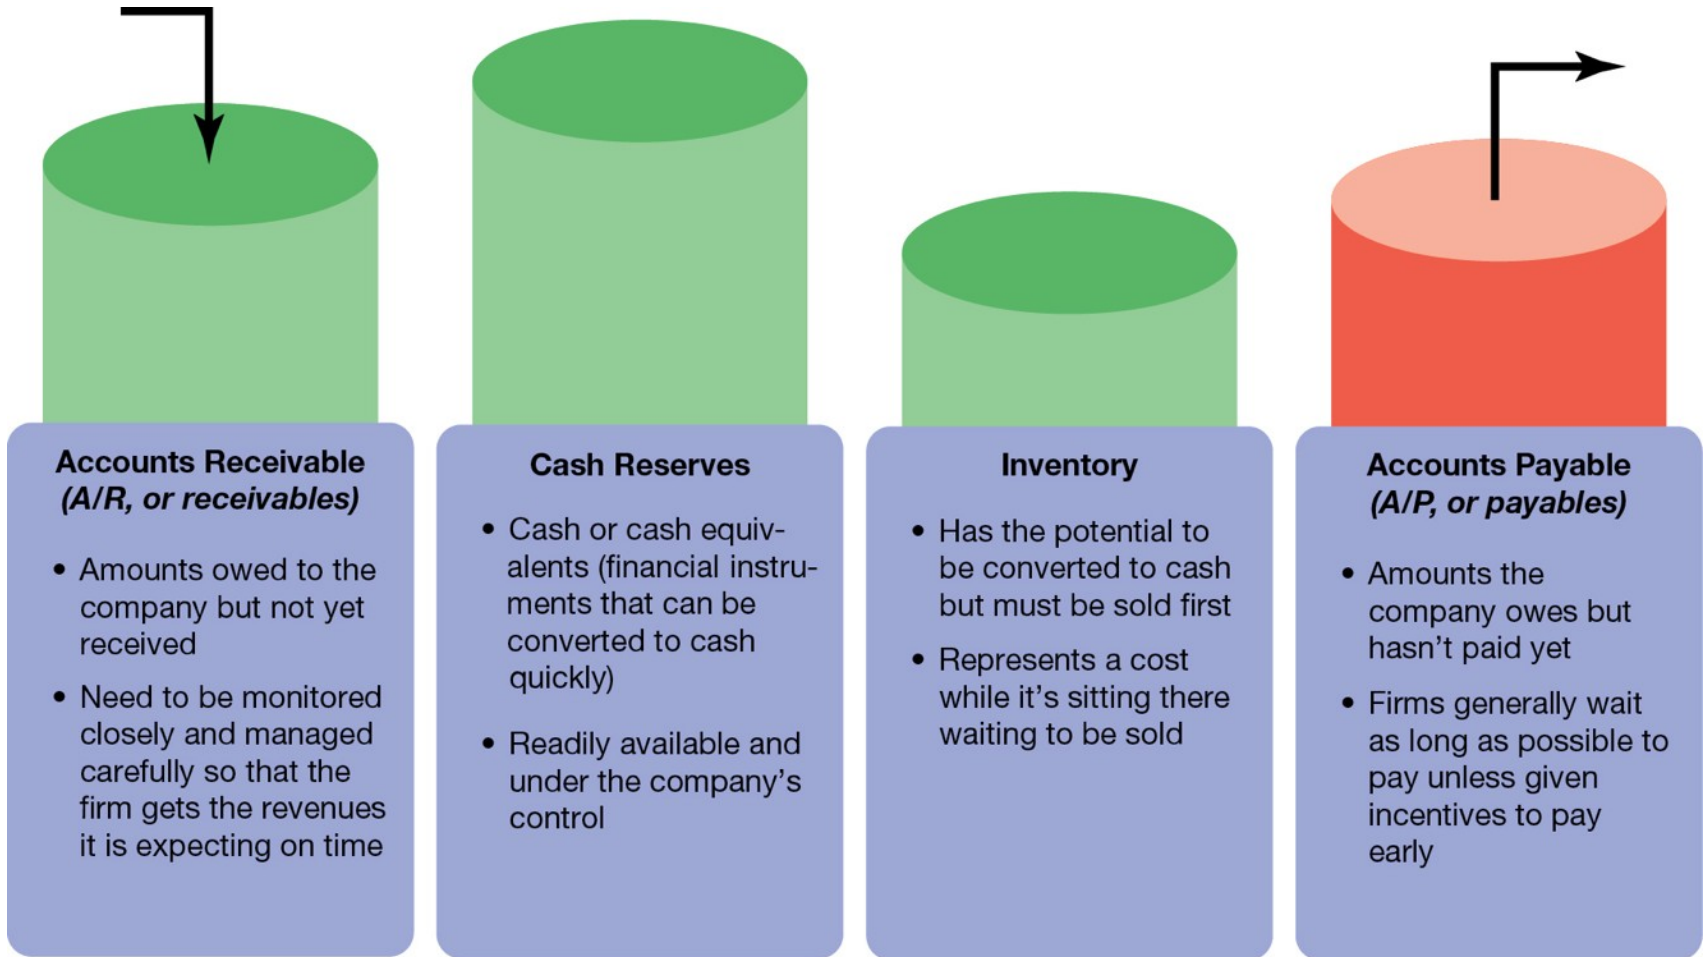 Accounts Receivable
(A/R, or receivables)
• Amounts owed to the
company but not yet
received
• Need to be monitored
closely and managed
carefully so that the
firm gets the revenues
it is expecting on time
Cash Reserves
• Cash or cash equiv-
alents (financial instru-
ments that can be
converted to cash
quickly)
• Readily available and
under the company's
control
Inventory
• Has the potential to
be converted to cash
but must be sold first
• Represents a cost
while it's sitting there
waiting to be sold
Accounts Payable
(A/P, or payables)
• Amounts the
company owes but
hasn't paid yet
• Firms generally wait
as long as possible to
pay unless given
incentives to pay
early